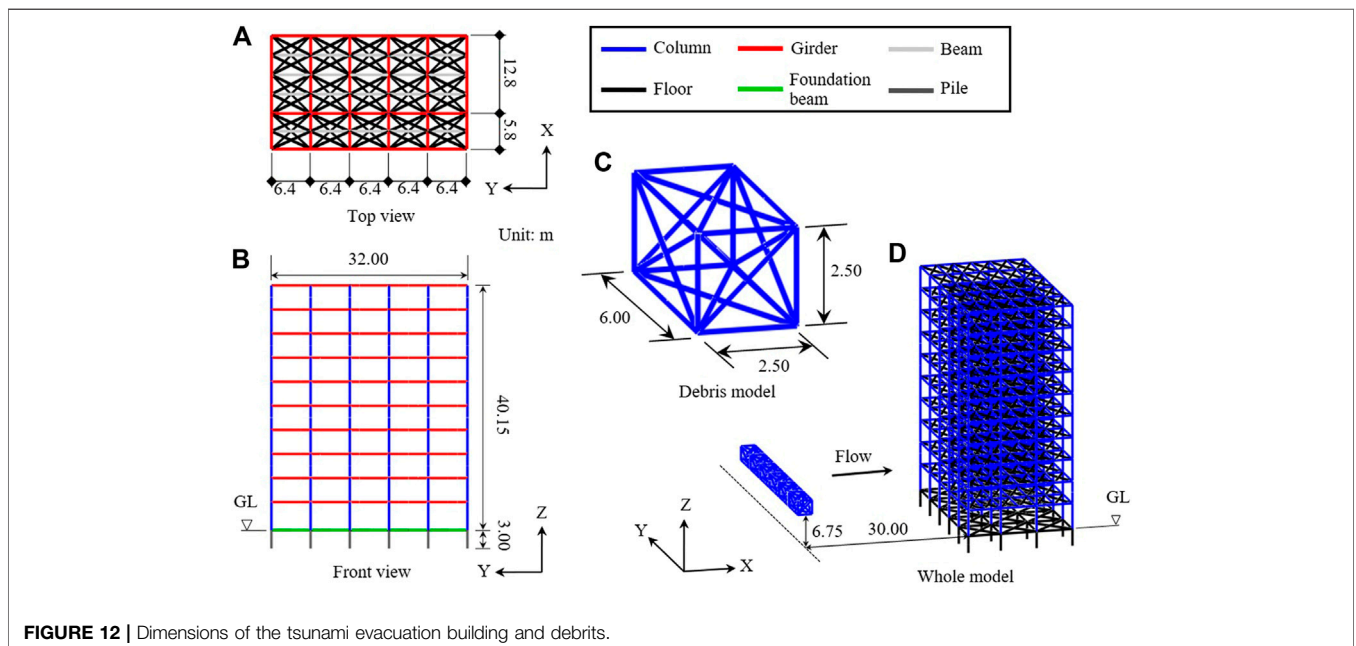 A
12.8
5.8
X
Y
6.4 6.4 6.4 6.4 6.4
Top view
Unit: m
Column Girder Beam
Floor Foundation beam Pile
B
32.00
40.15
3.00
GL
Z
Y
Front view
C
6.00
2.50
2.50
Debris model
D
Flow
GL
6.75
30.00
Z
Y
X
Whole model
FIGURE 12 | Dimensions of the tsunami evacuation building and debrits.